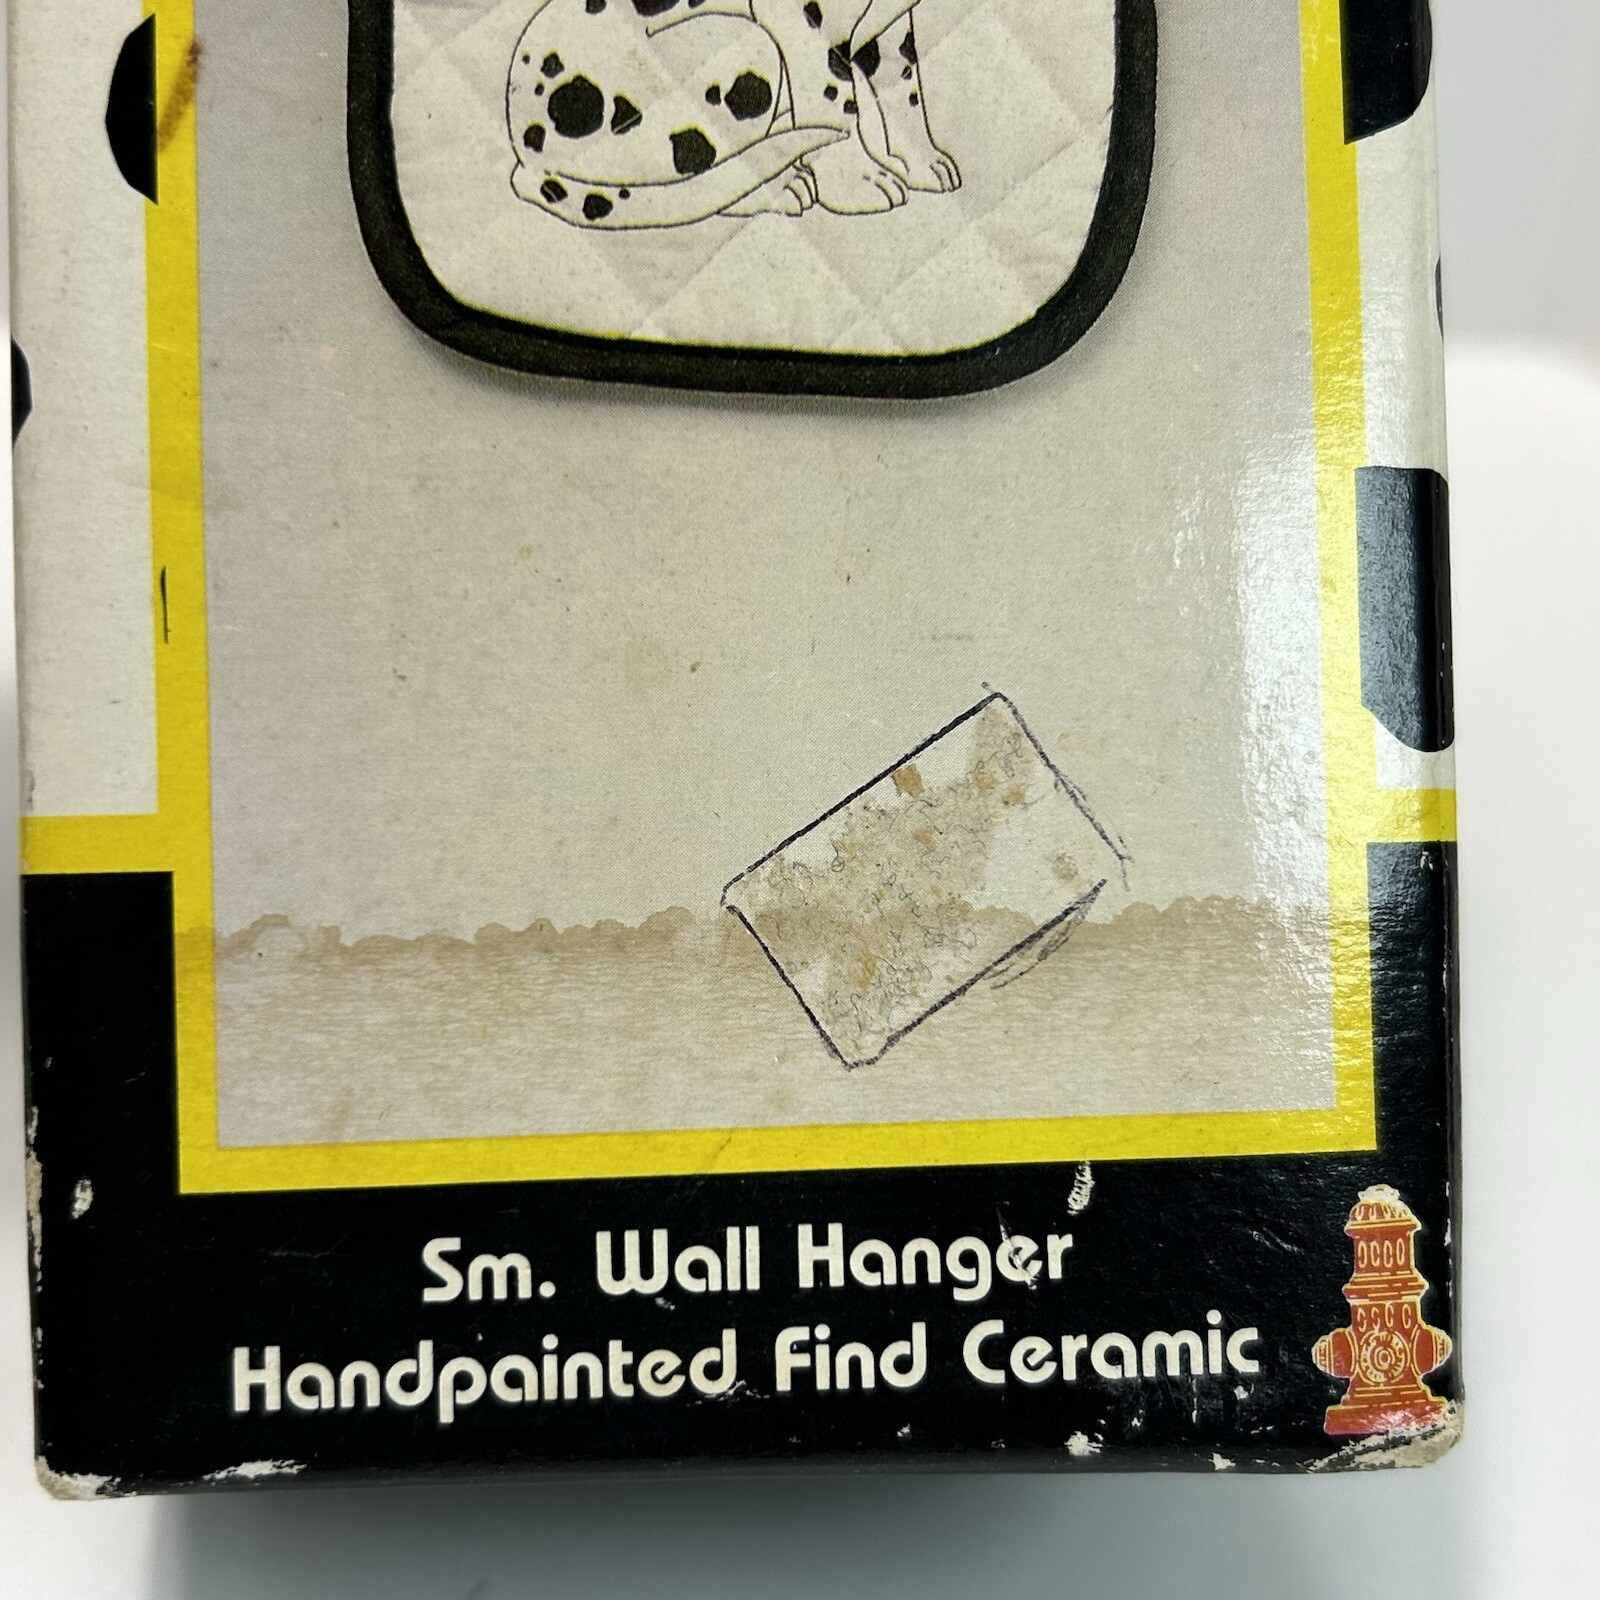 Sm. Wall Hanger
Handpainted Find Ceramic